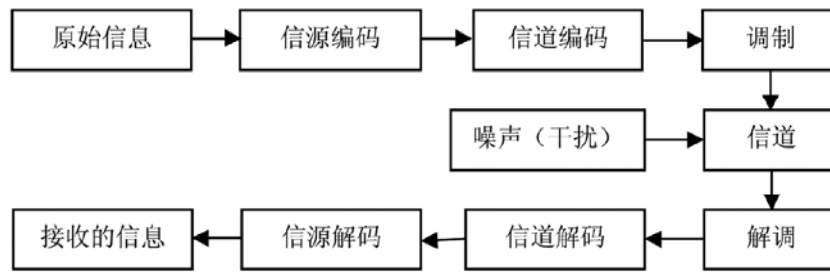 原始信息
信源编码
信道编码
调制
噪声（干扰）
信道
接收的信息
信源解码
信道解码
解调